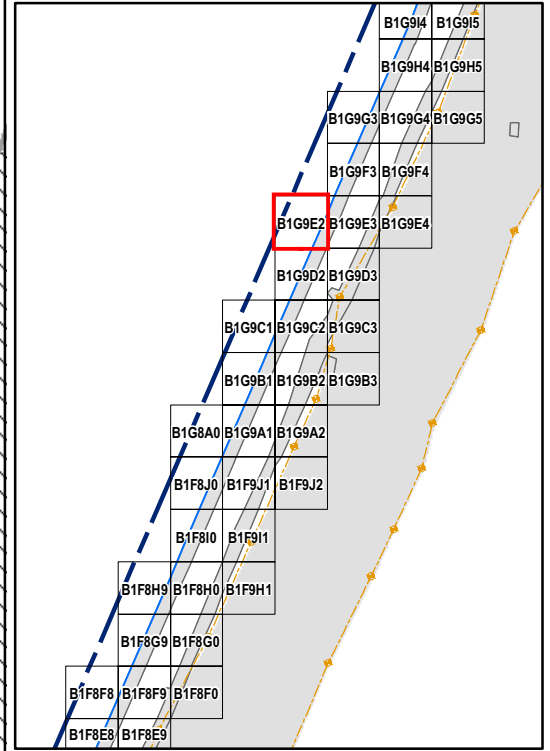 B1G9I4 B1G9I5
B1G9H4 B1G9H5
B1G9G3 B1G9G4 B1G9G5
B1G9F3 B1G9F4
B1G9E2 B1G9E3 B1G9E4
B1G9D2 B1G9D3
B1G9C1 B1G9C2 B1G9C3
B1G9B1 B1G9B2 B1G9B3
B1G8A0 B1G9A1 B1G9A2
B1F8J0 B1F9J1 B1F9J2
B1F8I0 B1F9I1
B1F8H9 B1F8H0 B1F9H1
B1F8G9 B1F8G0
B1F8F8 B1F8F9 B1F8F0
B1F8E8 B1F8E9